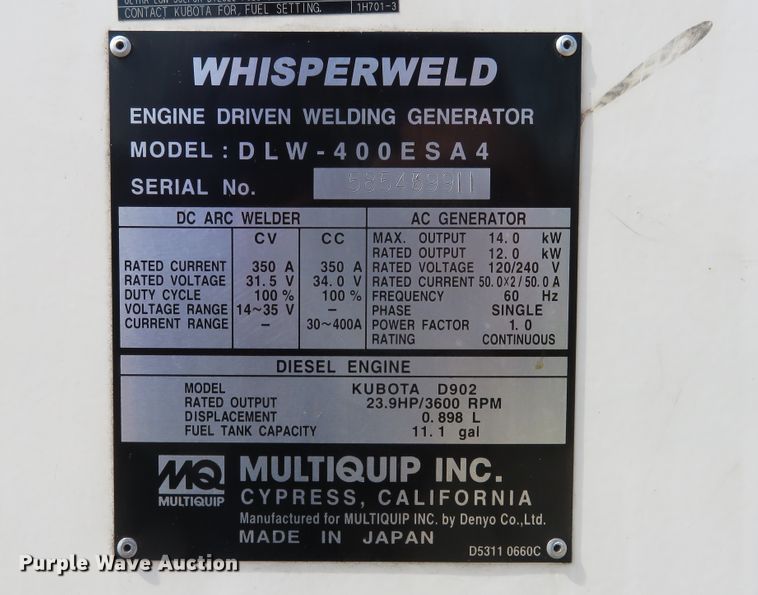 CONTACT KUBOTA FOR, FUEL SETTING. 1H701-3
WHISPERWELD
ENGINE DRIVEN WELDING GENERATOR
MODEL: DLW-400ESA4
SERIAL No.
DC ARC WELDER
CV CC
RATED CURRENT 350 A 350 A
RATED VOLTAGE 31.5 V 34.0 V
DUTY CYCLE 100 % 100 %
VOLTAGE RANGE 14~35 V –
CURRENT RANGE – 30~400A
AC GENERATOR
MAX. OUTPUT 14.0 kW
RATED OUTPUT 12.0 kW
RATED VOLTAGE 120/240 V
RATED CURRENT 50.0X2/50.0 A
FREQUENCY 60 Hz
PHASE SINGLE
POWER FACTOR 1.0
RATING CONTINUOUS
DIESEL ENGINE
MODEL KUBOTA D902
RATED OUTPUT 23.9HP/3600 RPM
DISPLACEMENT 0.898 L
FUEL TANK CAPACITY 11.1 gal
MQ
MULTIQUIP
MULTIQUIP INC.
CYPRESS, CALIFORNIA
Manufactured for MULTIQUIP INC. by Denyo Co.,Ltd.
MADE IN JAPAN
D5311 0660C
Purple Wave Auction